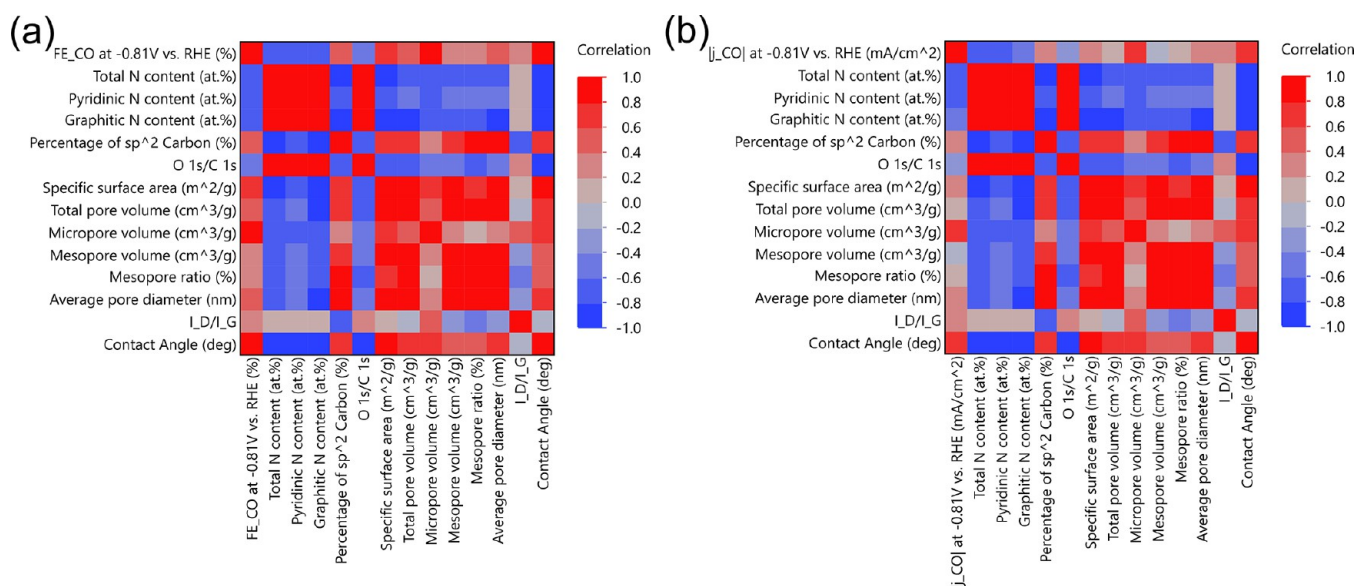 (a)
FE_CO at -0.81V vs. RHE (%)
Total N content (at.%)
Pyridinic N content (at.%)
Graphitic N content (at.%)
Percentage of sp^2 Carbon (%)
O 1s/C 1s
Specific surface area (m^2/g)
Total pore volume (cm^3/g)
Micropore volume (cm^3/g)
Mesopore volume (cm^3/g)
Mesopore ratio (%)
Average pore diameter (nm)
I_D/I_G
Contact Angle (deg)
FE_CO at -0.81V vs. RHE (%)
Total N content (at.%)
Pyridinic N content (at.%)
Graphitic N content (at.%)
Percentage of sp^2 Carbon (%)
O 1s/C 1s
Specific surface area (m^2/g)
Total pore volume (cm^3/g)
Micropore volume (cm^3/g)
Mesopore volume (cm^3/g)
Mesopore ratio (%)
Average pore diameter (nm)
I_D/I_G
Contact Angle (deg)
Correlation
1.0
0.8
0.6
0.4
0.2
0.0
-0.2
-0.4
-0.6
-0.8
-1.0
(b)
|j_CO| at -0.81V vs. RHE (mA/cm^2)
Total N content (at.%)
Pyridinic N content (at.%)
Graphitic N content (at.%)
Percentage of sp^2 Carbon (%)
O 1s/C 1s
Specific surface area (m^2/g)
Total pore volume (cm^3/g)
Micropore volume (cm^3/g)
Mesopore volume (cm^3/g)
Mesopore ratio (%)
Average pore diameter (nm)
I_D/I_G
Contact Angle (deg)
|j_CO| at -0.81V vs. RHE (mA/cm^2)
Total N content (at.%)
Pyridinic N content (at.%)
Graphitic N content (at.%)
Percentage of sp^2 Carbon (%)
O 1s/C 1s
Specific surface area (m^2/g)
Total pore volume (cm^3/g)
Micropore volume (cm^3/g)
Mesopore volume (cm^3/g)
Mesopore ratio (%)
Average pore diameter (nm)
I_D/I_G
Contact Angle (deg)
Correlation
1.0
0.8
0.6
0.4
0.2
0.0
-0.2
-0.4
-0.6
-0.8
-1.0